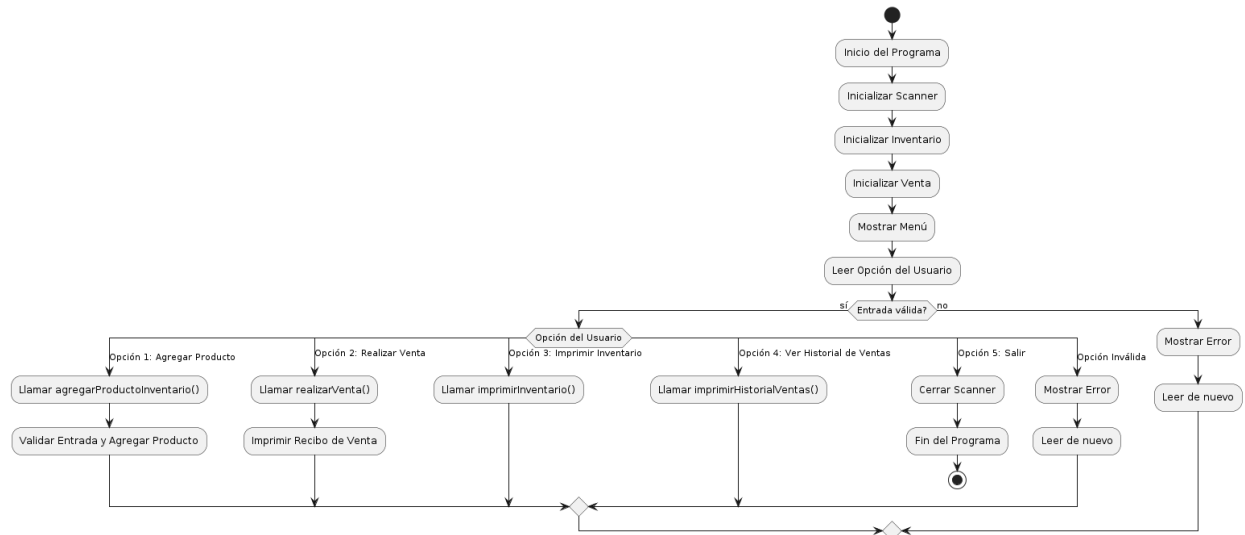 Inicio del Programa
Inicializar Scanner
Inicializar Inventario
Inicializar Venta
Mostrar Menú
Leer Opción del Usuario
sí
Entrada válida?
no
Opción del Usuario
Opción 1: Agregar Producto
Llamar agregarProductoInventario()
Validar Entrada y Agregar Producto
Opción 2: Realizar Venta
Llamar realizarVenta()
Imprimir Recibo de Venta
Opción 3: Imprimir Inventario
Llamar imprimirInventario()
Opción 4: Ver Historial de Ventas
Llamar imprimirHistorialVentas()
Opción 5: Salir
Cerrar Scanner
Fin del Programa
Opción Inválida
Mostrar Error
Leer de nuevo
Mostrar Error
Leer de nuevo